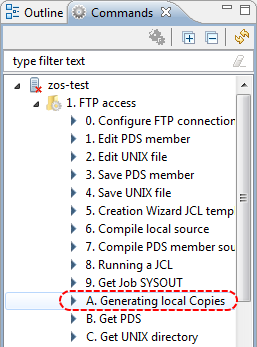 Outline Commands
type filter text
zos-test
1. FTP access
0. Configure FTP connection
1. Edit PDS member
2. Edit UNIX file
3. Save PDS member
4. Save UNIX file
5. Creation Wizard JCL temp
6. Compile local source
7. Compile PDS member sou
8. Running a JCL
9. Get Job SYSOUT
A. Generating local Copies
B. Get PDS
C. Get UNIX directory